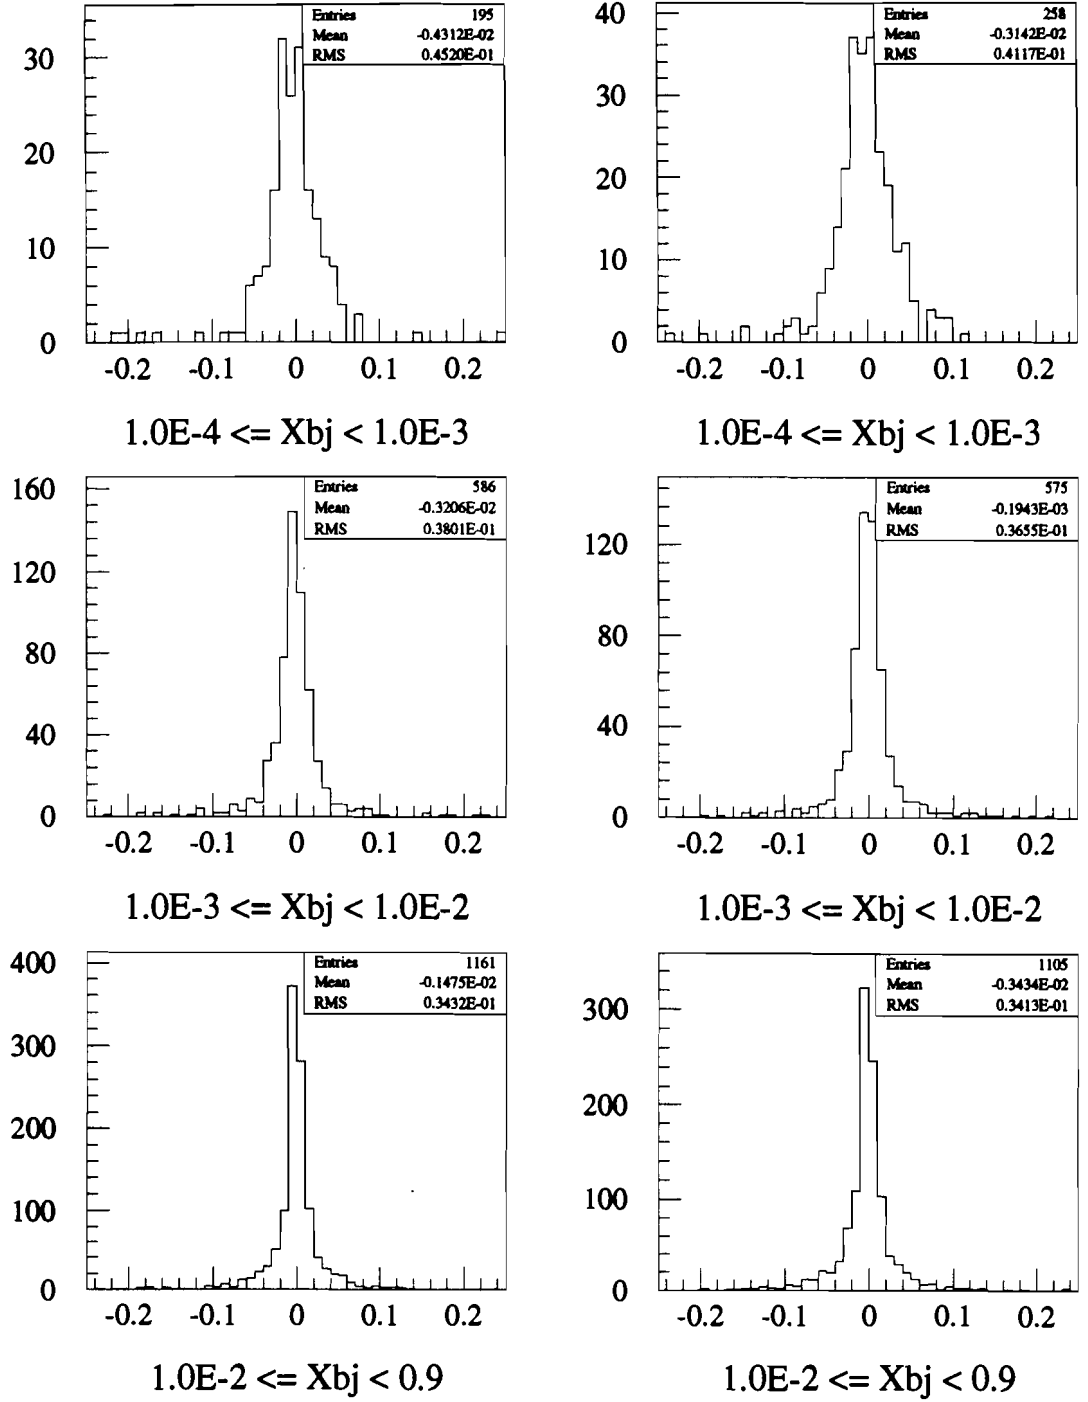 Entries 195
Mean -0.4312E-02
RMS 0.4520E-01
30
20
10
0
-0.2 -0.1 0 0.1 0.2
1.0E-4 <= Xbj < 1.0E-3
Entries 258
Mean -0.3142E-02
RMS 0.4117E-01
40
30
20
10
0
-0.2 -0.1 0 0.1 0.2
1.0E-4 <= Xbj < 1.0E-3
Entries 586
Mean -0.3206E-02
RMS 0.3801E-01
160
120
80
40
0
-0.2 -0.1 0 0.1 0.2
1.0E-3 <= Xbj < 1.0E-2
Entries 575
Mean -0.1943E-03
RMS 0.3655E-01
120
80
40
0
-0.2 -0.1 0 0.1 0.2
1.0E-3 <= Xbj < 1.0E-2
Entries 1161
Mean -0.1475E-02
RMS 0.3432E-01
400
300
200
100
0
-0.2 -0.1 0 0.1 0.2
1.0E-2 <= Xbj < 0.9
Entries 1105
Mean -0.3434E-02
RMS 0.3413E-01
300
200
100
0
-0.2 -0.1 0 0.1 0.2
1.0E-2 <= Xbj < 0.9